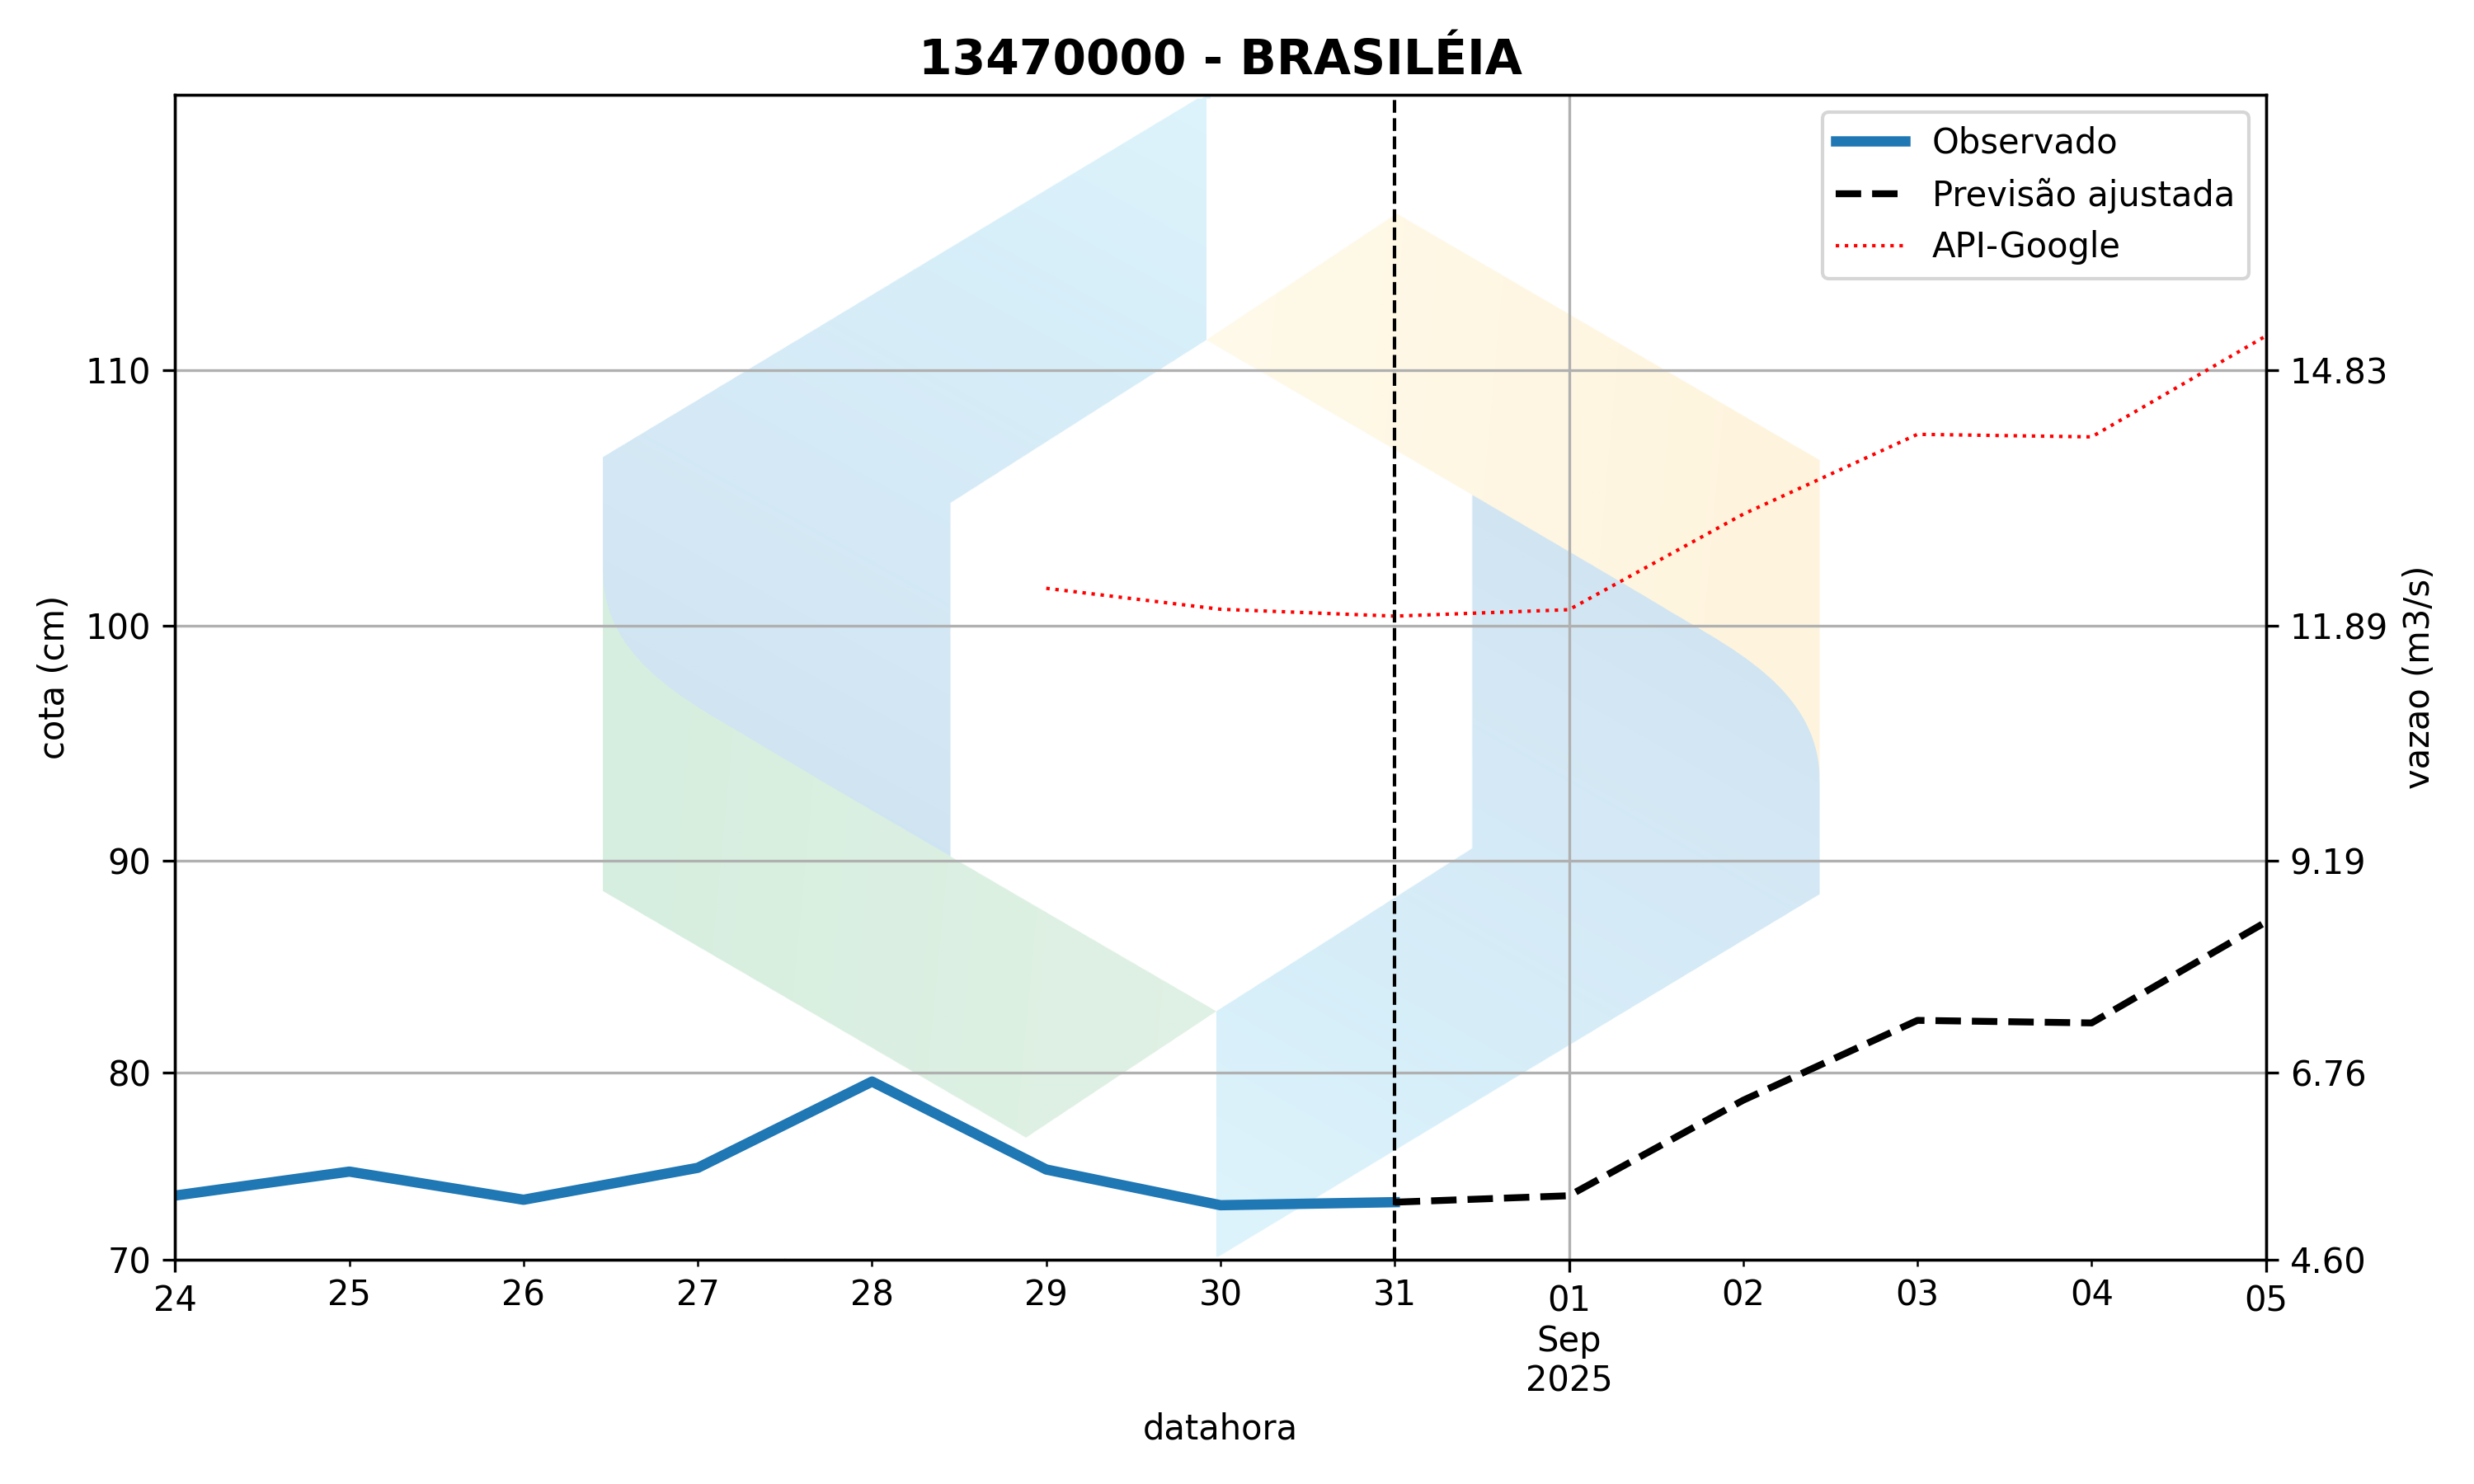 13470000 - BRASILÉIA
Observado
Previsão ajustada
API-Google
110
100
90
80
70
cota (cm)
14.83
11.89
9.19
6.76
4.60
vazao (m3/s)
24 25 26 27 28 29 30 31 01 02 03 04 05
Sep
2025
datahora